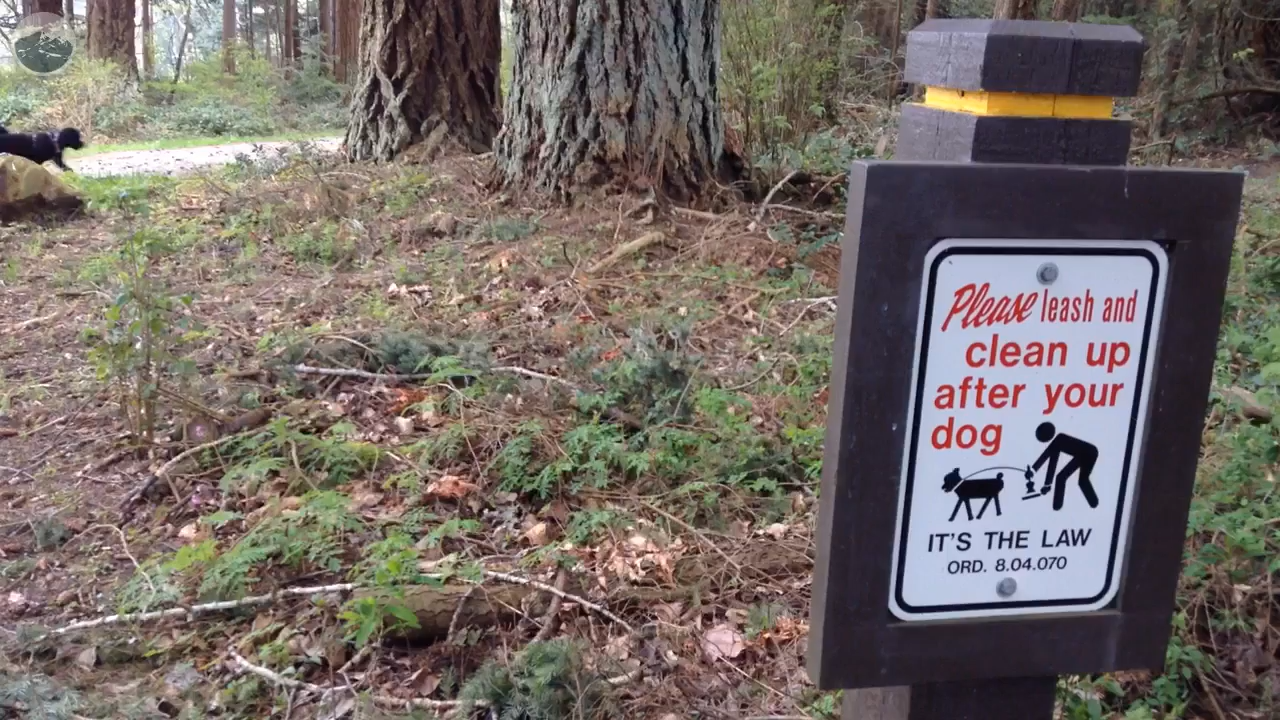 Please leash and
clean up
after your
dog
IT'S THE LAW
ORD. 8.04.070